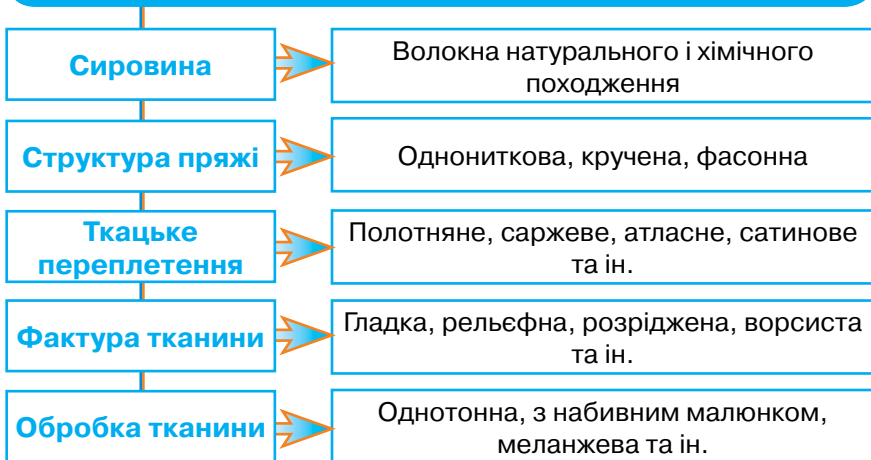 Сировина
Волокна натурального і хімічного
походження
Структура пряжі
Однониткова, кручена, фасонна
Ткацьке
переплетення
Полотняне, саржеве, атласне, сатинове
та ін.
Фактура тканини
Гладка, рельєфна, розріджена, ворсиста
та ін.
Обробка тканини
Однотонна, з набивним малюнком,
меланжева та ін.